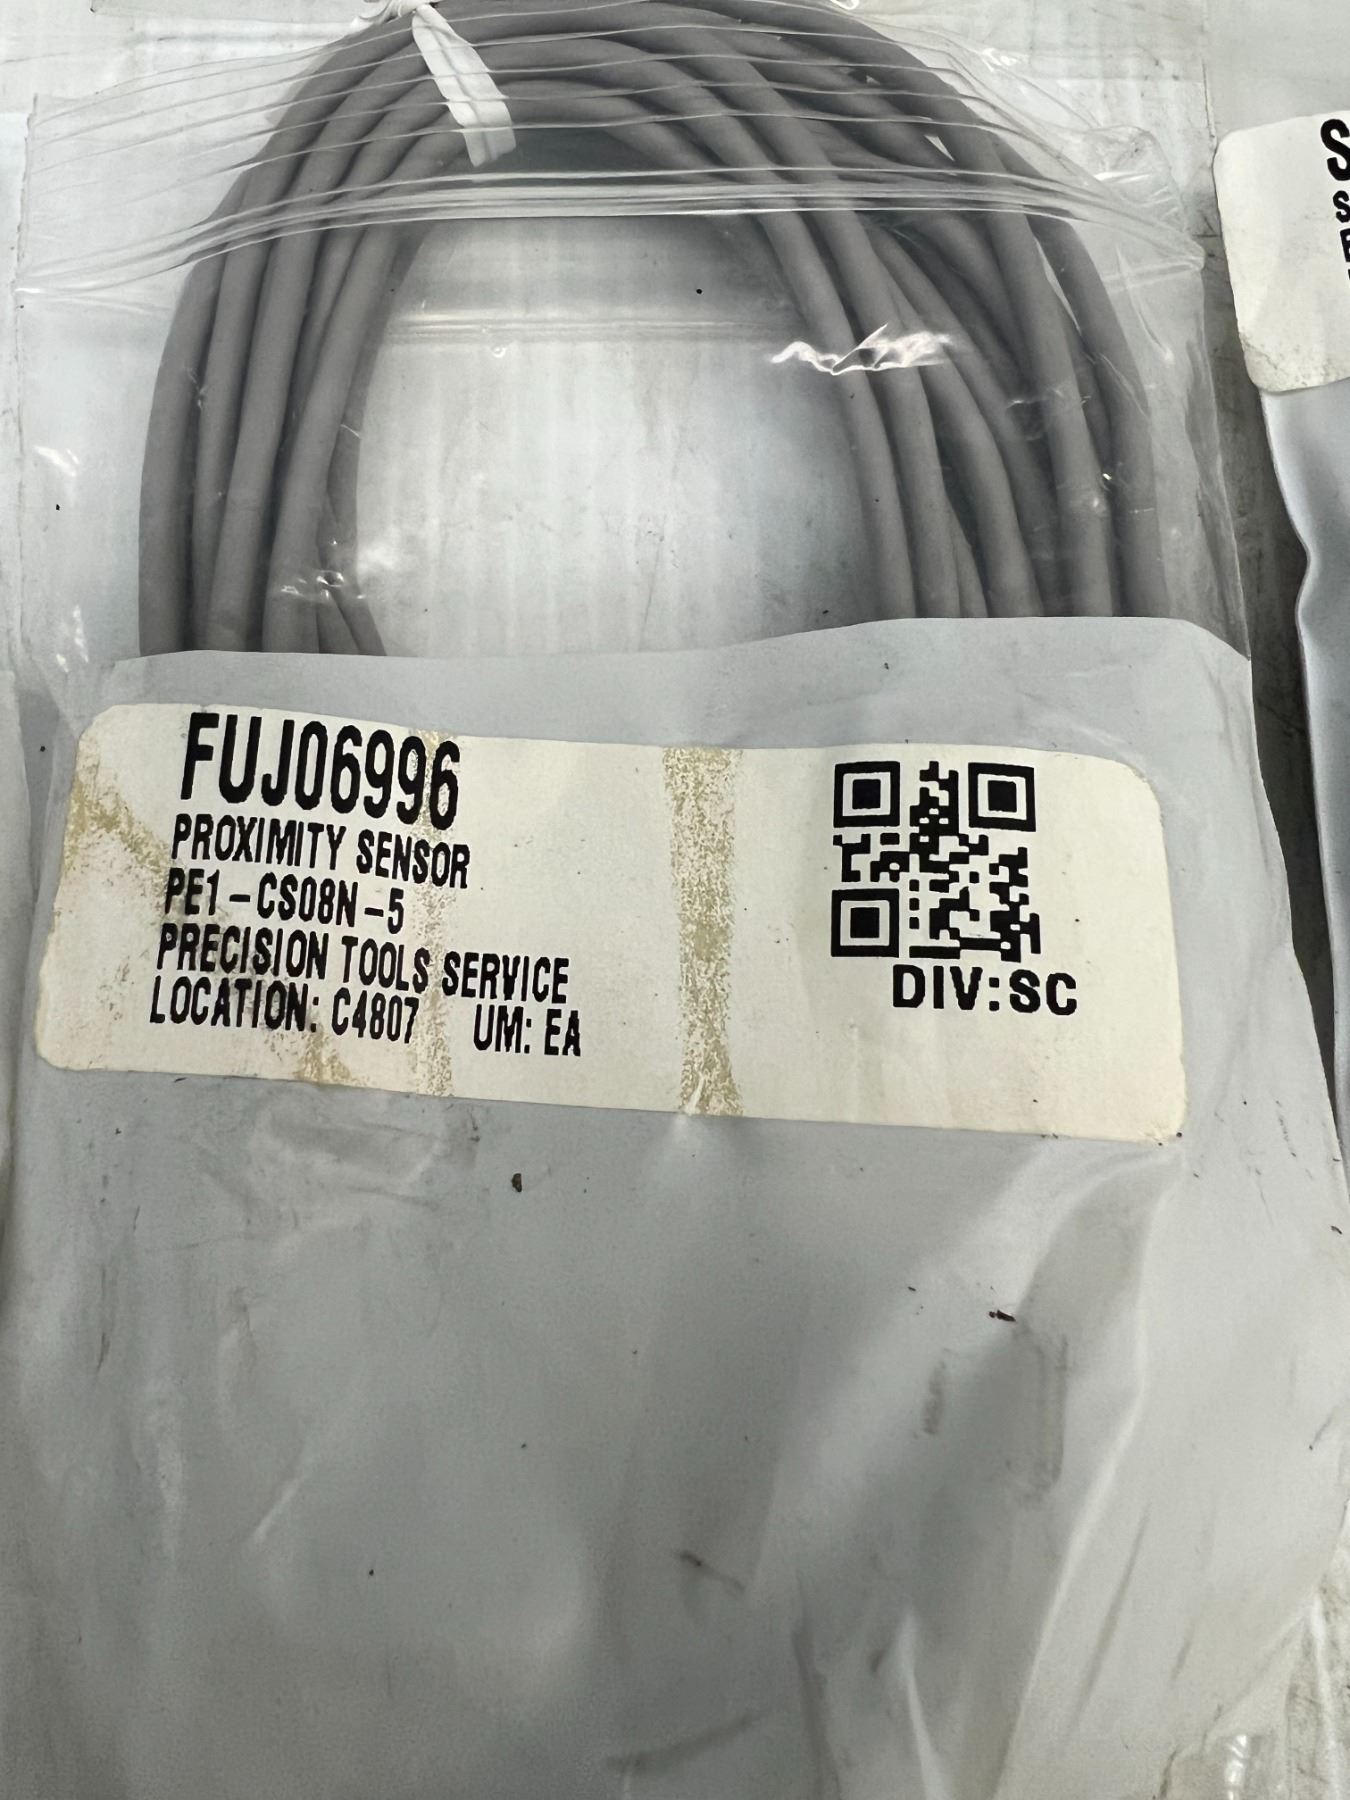 FUJ06996
PROXIMITY SENSOR
PE1-CS08N-5
PRECISION TOOLS SERVICE
LOCATION: C4807 UM: EA
DIV:SC
S
S